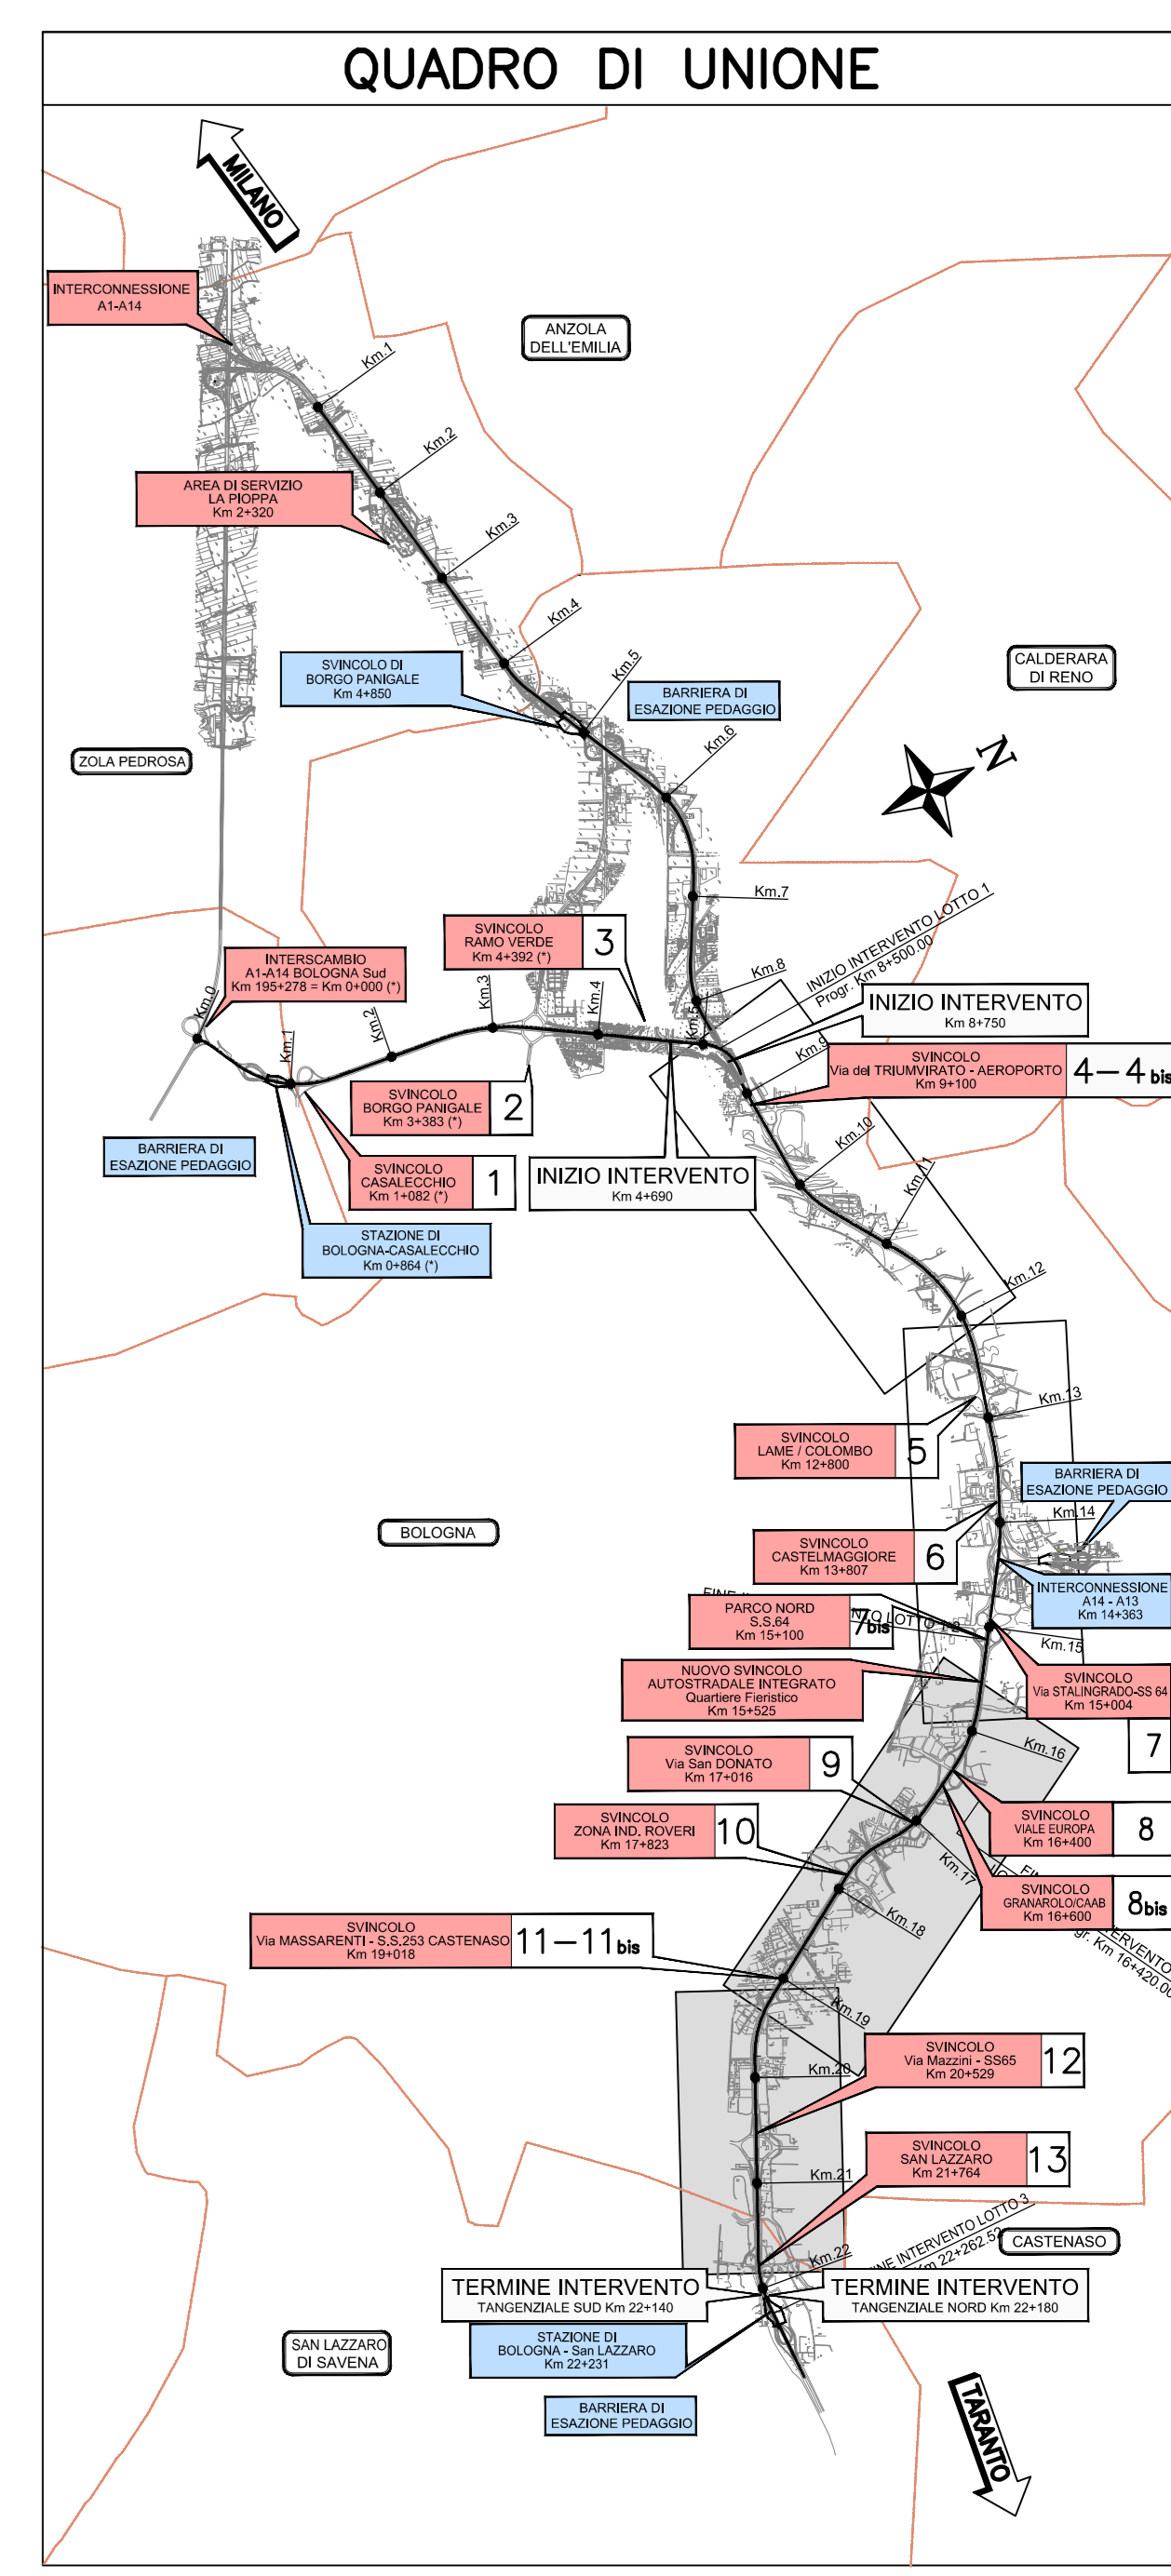 QUADRO DI UNIONE
MILANO
INTERCONNESSIONE
A1-A14
ANZOLA
DELL'EMILIA
Km.1
Km.2
AREA DI SERVIZIO
LA PIOPPA
Km 2+320
Km.3
Km.4
SVINCOLO DI
BORGO PANIGALE
Km 4+850
Km.5
BARRIERA DI
ESAZIONE PEDAGGIO
CALDERARA
DI RENO
Km.6
ZOLA PEDROSA
N
Km.7
SVINCOLO
RAMO VERDE
Km 4+392 (*)
3
INIZIO INTERVENTO LOTTO 1
Progr. Km 8+500.00
INTERSCAMBIO
A1-A14 BOLOGNA Sud
Km 195+278 = Km 0+000 (*)
Km.0
Km.1
Km.2
Km.3
Km.4
Km.5
Km.8
INIZIO INTERVENTO
Km 8+750
Km.9
SVINCOLO
Via del TRIUMVIRATO - AEROPORTO
Km 9+100
4-4 bis
SVINCOLO
BORGO PANIGALE
Km 3+383 (*)
2
BARRIERA DI
ESAZIONE PEDAGGIO
SVINCOLO
CASALECCHIO
Km 1+082 (*)
1
INIZIO INTERVENTO
Km 4+690
Km.10
Km.11
STAZIONE DI
BOLOGNA-CASALECCHIO
Km 0+864 (*)
Km.12
Km.13
SVINCOLO
LAME / COLOMBO
Km 12+800
5
BARRIERA DI
ESAZIONE PEDAGGIO
Km.14
BOLOGNA
SVINCOLO
CASTELMAGGIORE
Km 13+807
6
INTERCONNESSIONE
A14 - A13
Km 14+363
PARCO NORD
S.S.64
Km 15+100
7bis
Km.15
NUOVO SVINCOLO
AUTOSTRADALE INTEGRATO
Quartiere Fieristico
Km 15+525
SVINCOLO
Via STALINGRADO-SS 64
Km 15+004
7
Km.16
SVINCOLO
Via San DONATO
Km 17+016
9
SVINCOLO
VIALE EUROPA
Km 16+400
8
SVINCOLO
ZONA IND. ROVERI
Km 17+823
10
Km.17
SVINCOLO
GRANAROLO/CAAB
Km 16+600
8bis
Km.18
SVINCOLO
Via MASSARENTI - S.S.253 CASTENASO
Km 19+018
11-11 bis
Km 16+420.00
Km.19
SVINCOLO
Via Mazzini - SS65
Km 20+529
12
Km.20
SVINCOLO
SAN LAZZARO
Km 21+764
13
Km.21
INTERVENTO LOTTO 3
CASTENASO
Km.22
TERMINE INTERVENTO
TANGENZIALE SUD Km 22+140
TERMINE INTERVENTO
TANGENZIALE NORD Km 22+180
STAZIONE DI
BOLOGNA - San LAZZARO
Km 22+231
SAN LAZZARO
DI SAVENA
BARRIERA DI
ESAZIONE PEDAGGIO
TARANTO